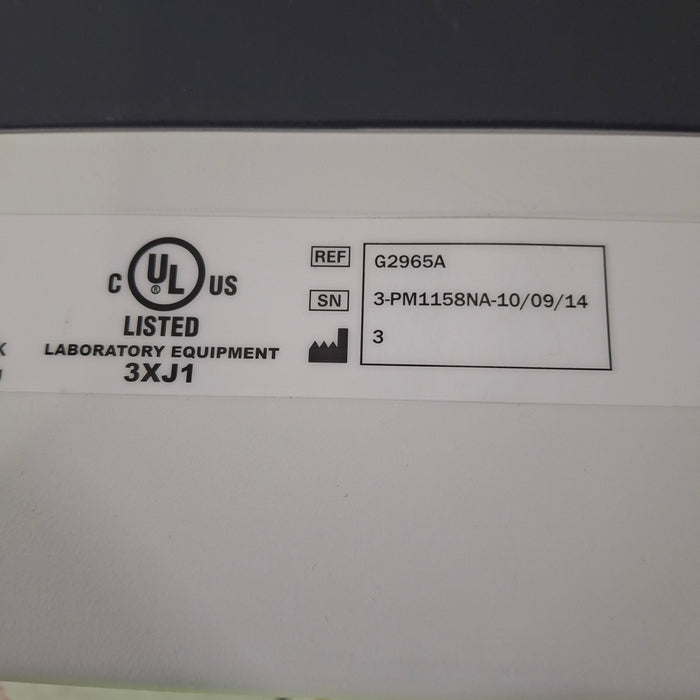 C UL ® US
LISTED
LABORATORY EQUIPMENT
3XJ1
REF G2965A
SN 3-PM1158NA-10/09/14
3
K